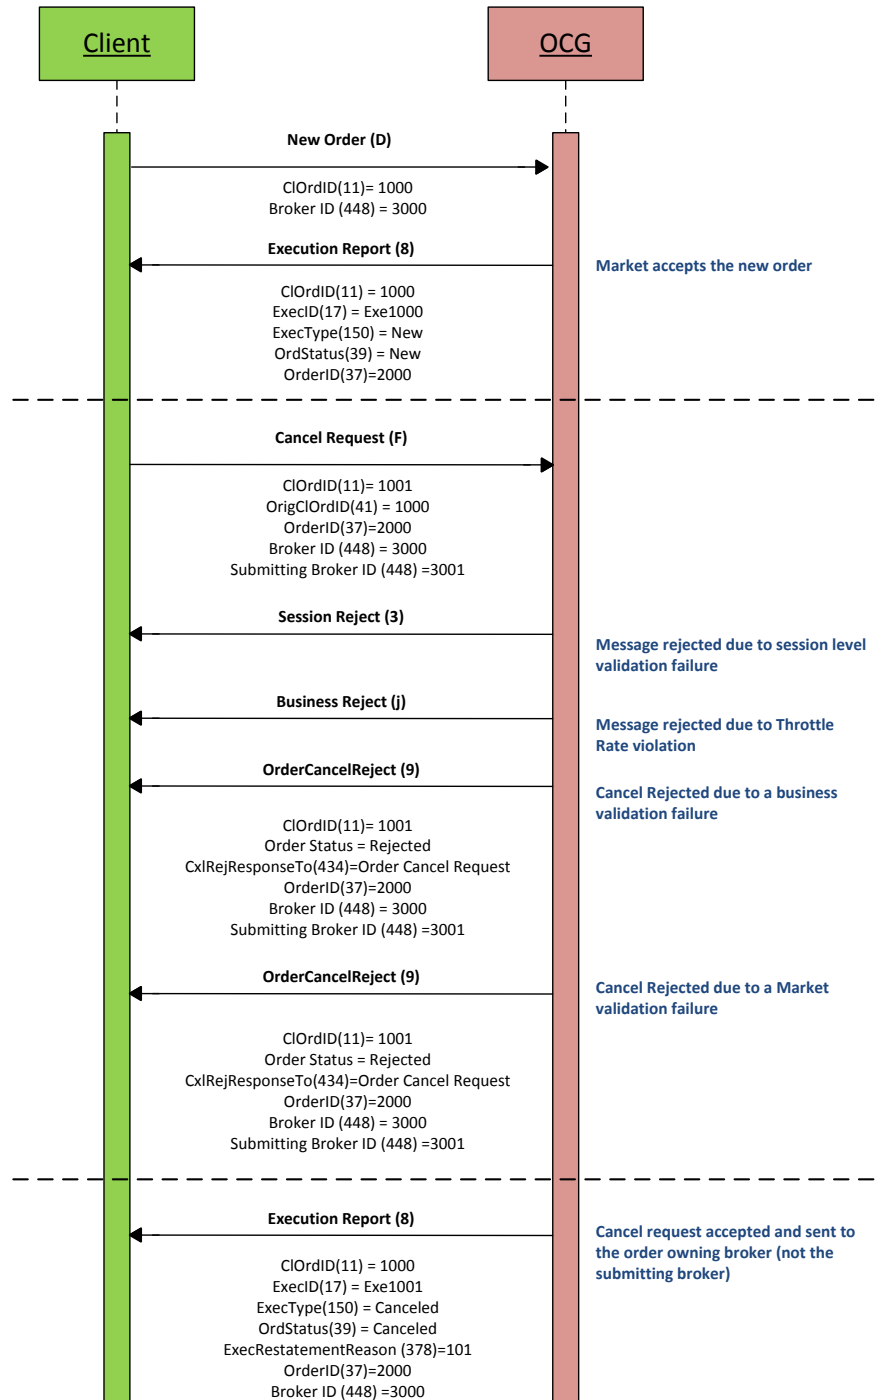 Client
OCG
New Order (D)
ClOrdID(11)= 1000
Broker ID (448) = 3000
Execution Report (8)
Market accepts the new order
ClOrdID(11) = 1000
ExecID(17) = Exe1000
ExecType(150) = New
OrdStatus(39) = New
OrderID(37)=2000
Cancel Request (F)
ClOrdID(11)= 1001
OrigClOrdID(41) = 1000
OrderID(37)=2000
Broker ID (448) = 3000
Submitting Broker ID (448) =3001
Session Reject (3)
Message rejected due to session level
validation failure
Business Reject (j)
Message rejected due to Throttle
Rate violation
OrderCancelReject (9)
Cancel Rejected due to a business
validation failure
ClOrdID(11)= 1001
Order Status = Rejected
CxlRejResponseTo(434)=Order Cancel Request
OrderID(37)=2000
Broker ID (448) = 3000
Submitting Broker ID (448) =3001
OrderCancelReject (9)
Cancel Rejected due to a Market
validation failure
ClOrdID(11)= 1001
Order Status = Rejected
CxlRejResponseTo(434)=Order Cancel Request
OrderID(37)=2000
Broker ID (448) = 3000
Submitting Broker ID (448) =3001
Execution Report (8)
Cancel request accepted and sent to
the order owning broker (not the
submitting broker)
ClOrdID(11) = 1000
ExecID(17) = Exe1001
ExecType(150) = Canceled
OrdStatus(39) = Canceled
ExecRestatementReason (378)=101
OrderID(37)=2000
Broker ID (448) =3000